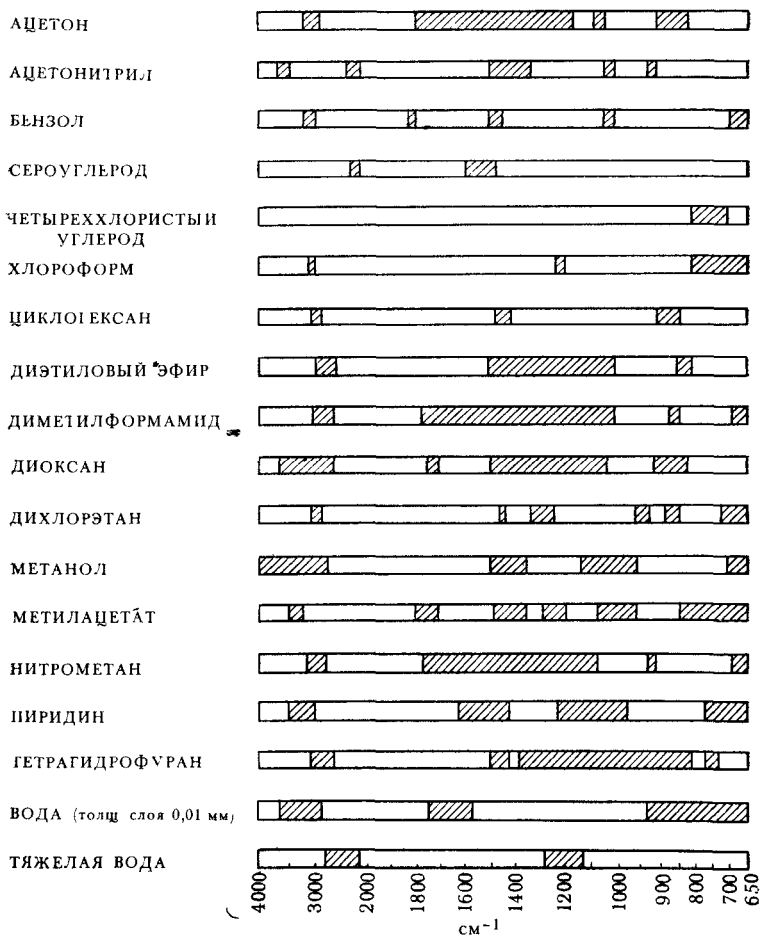 АЦЕТОН
АЦЕТОНИТРИЛ
БЕНЗОЛ
СЕРОУГЛЕРОД
ЧЕТЫРЕХХЛОРИСТЫЙ
УГЛЕРОД
ХЛОРОФОРМ
ЦИКЛОГЕКСАН
ДИЭТИЛОВЫЙ ЭФИР
ДИМЕТИЛФОРМАМИД
ДИОКСАН
ДИХЛОРЭТАН
МЕТАНОЛ
МЕТИЛАЦЕТАТ
НИТРОМЕТАН
ПИРИДИН
ТЕТРАГИДРОФУРАН
ВОДА (толщ слоя 0,01 мм)
ТЯЖЕЛАЯ ВОДА
4000 3000 2000 1800 1600 1400 1200 1000 900 800 700 650
см⁻¹